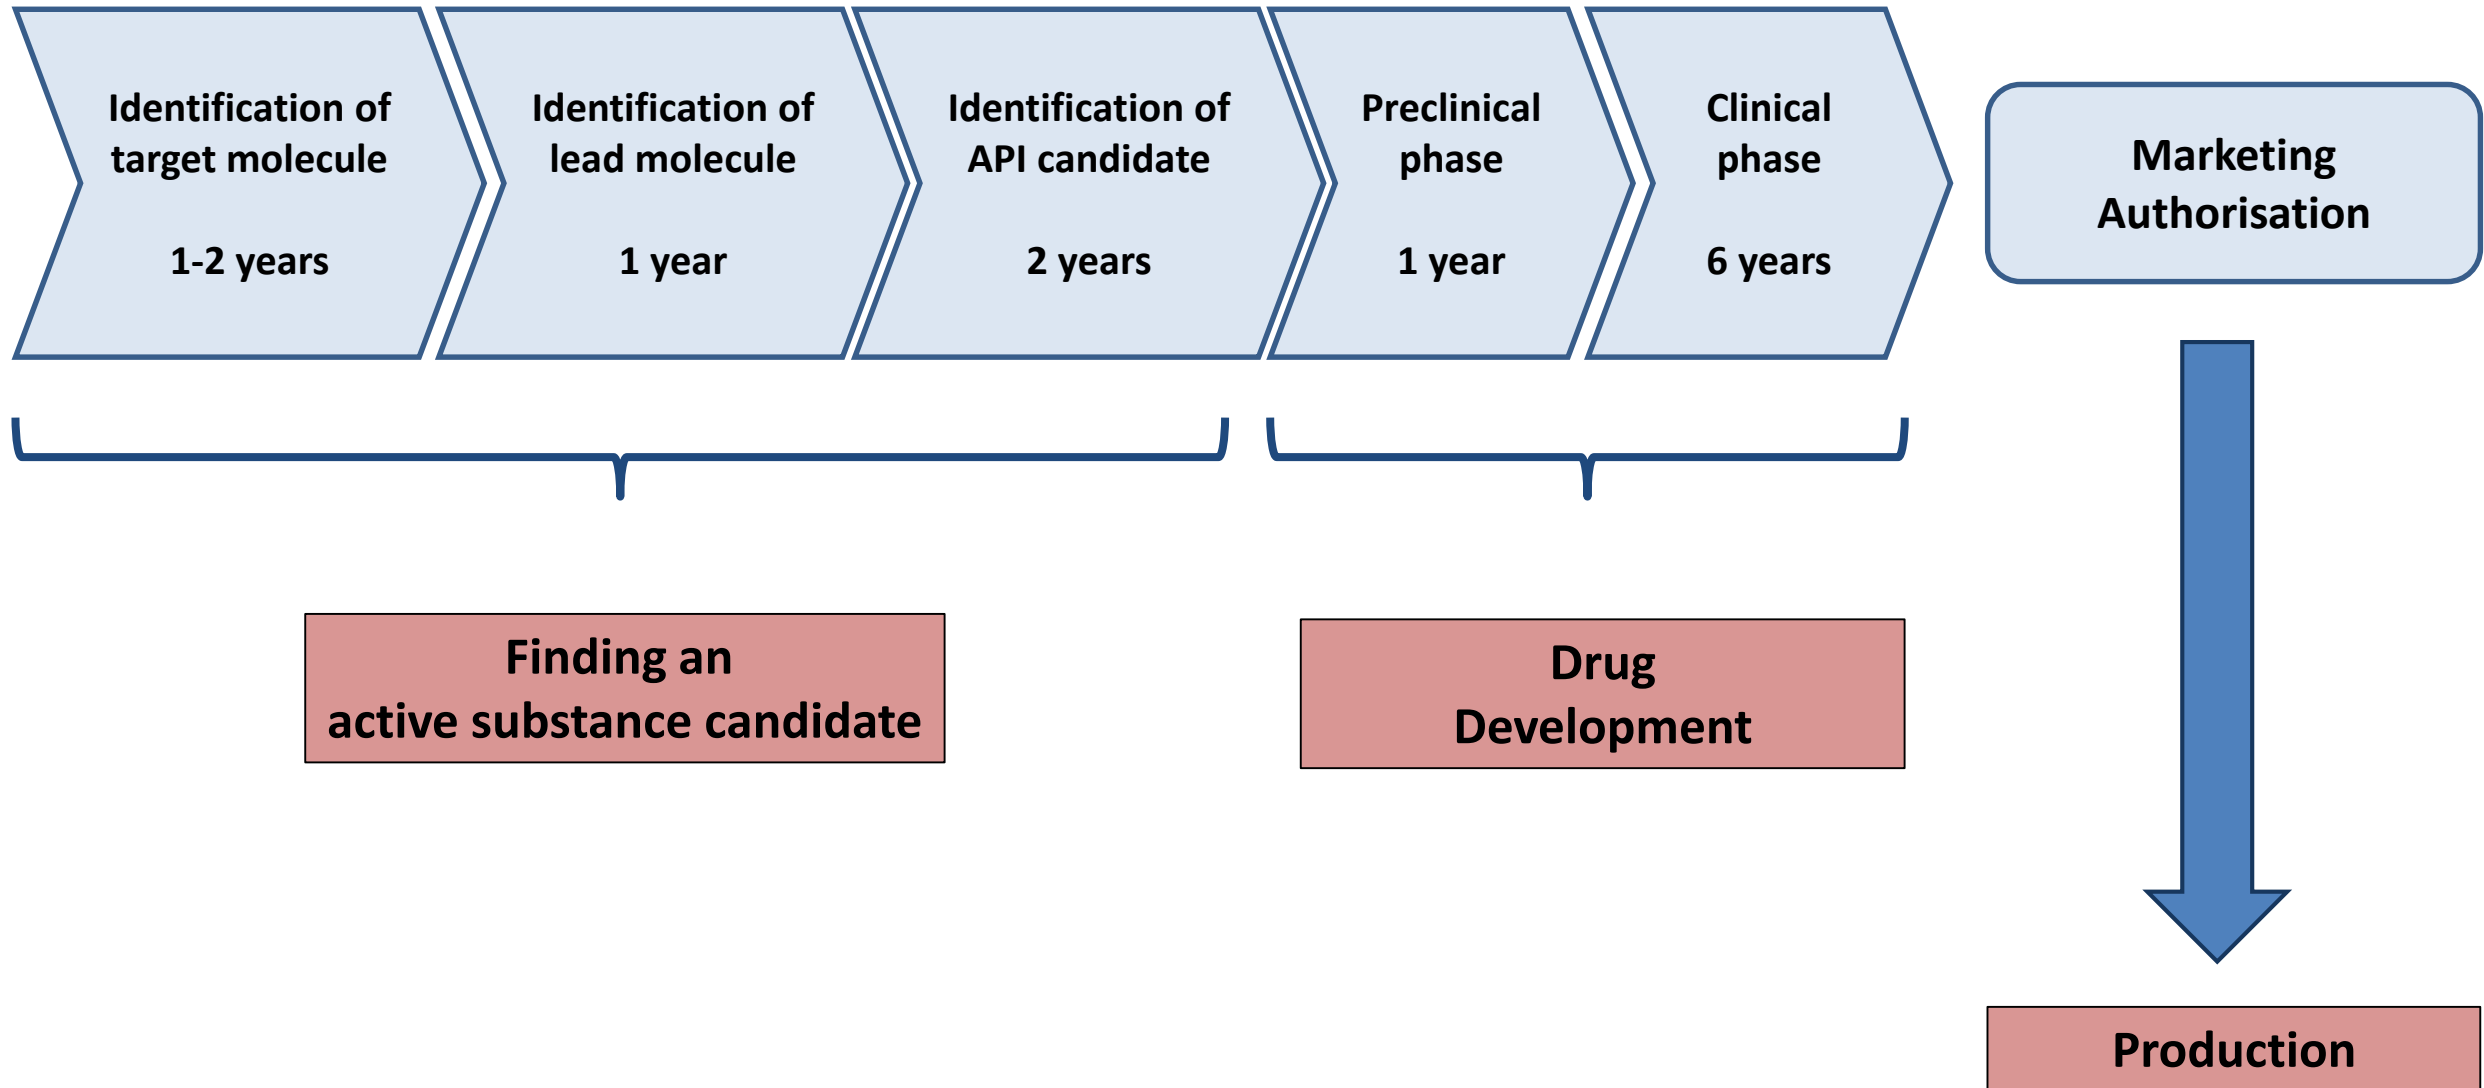 Identification of
target molecule
1-2 years
Identification of
lead molecule
1 year
Identification of
API candidate
2 years
Preclinical
phase
1 year
Clinical
phase
6 years
Marketing
Authorisation
Finding an
active substance candidate
Drug
Development
Production